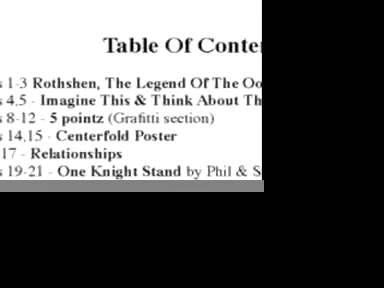 Table Of Conte
s 1-3 Rothshen, The Legend Of The Oo
s 4,5 - Imagine This & Think About Th
s 8-12 - 5 pointz (Grafitti section)
s 14,15 - Centerfold Poster
17 - Relationships
s 19-21 - One Knight Stand by Phil & S